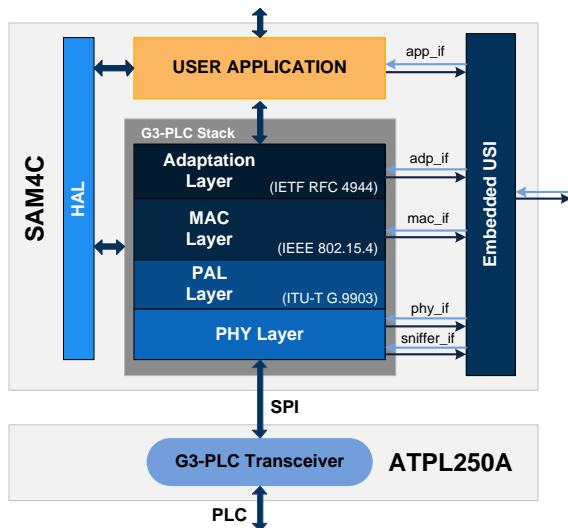 USER APPLICATION
app_if
G3-PLC Stack
Adaptation
Layer
(IETF RFC 4944)
adp_if
MAC
Layer
(IEEE 802.15.4)
mac_if
PAL
Layer
(ITU-T G.9903)
PHY Layer
phy_if
sniffer_if
SAM4C
HAL
Embedded USI
SPI
G3-PLC Transceiver
ATPL250A
PLC